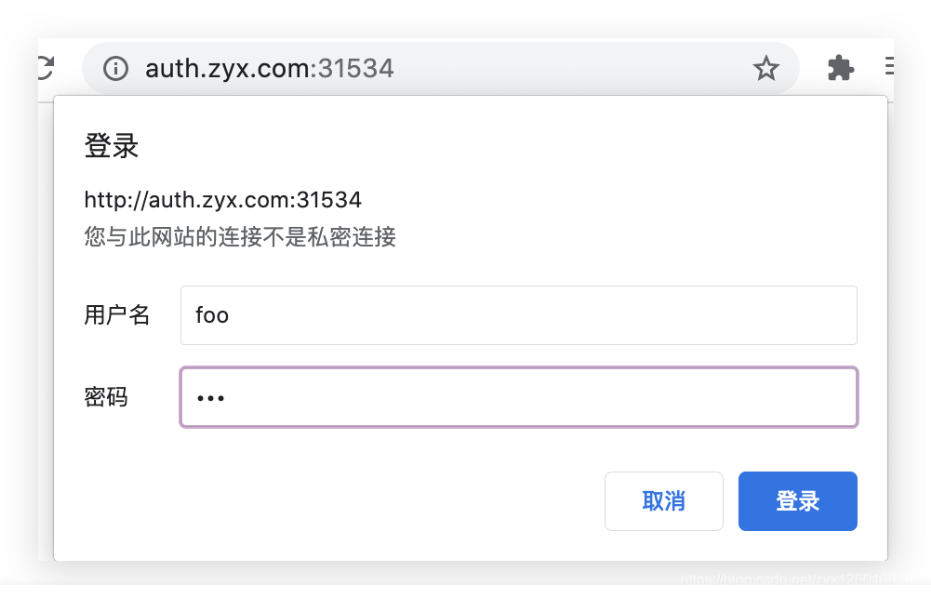 auth.zyx.com:31534
登录
http://auth.zyx.com:31534
您与此网站的连接不是私密连接
用户名 foo
密码 •••
取消 登录